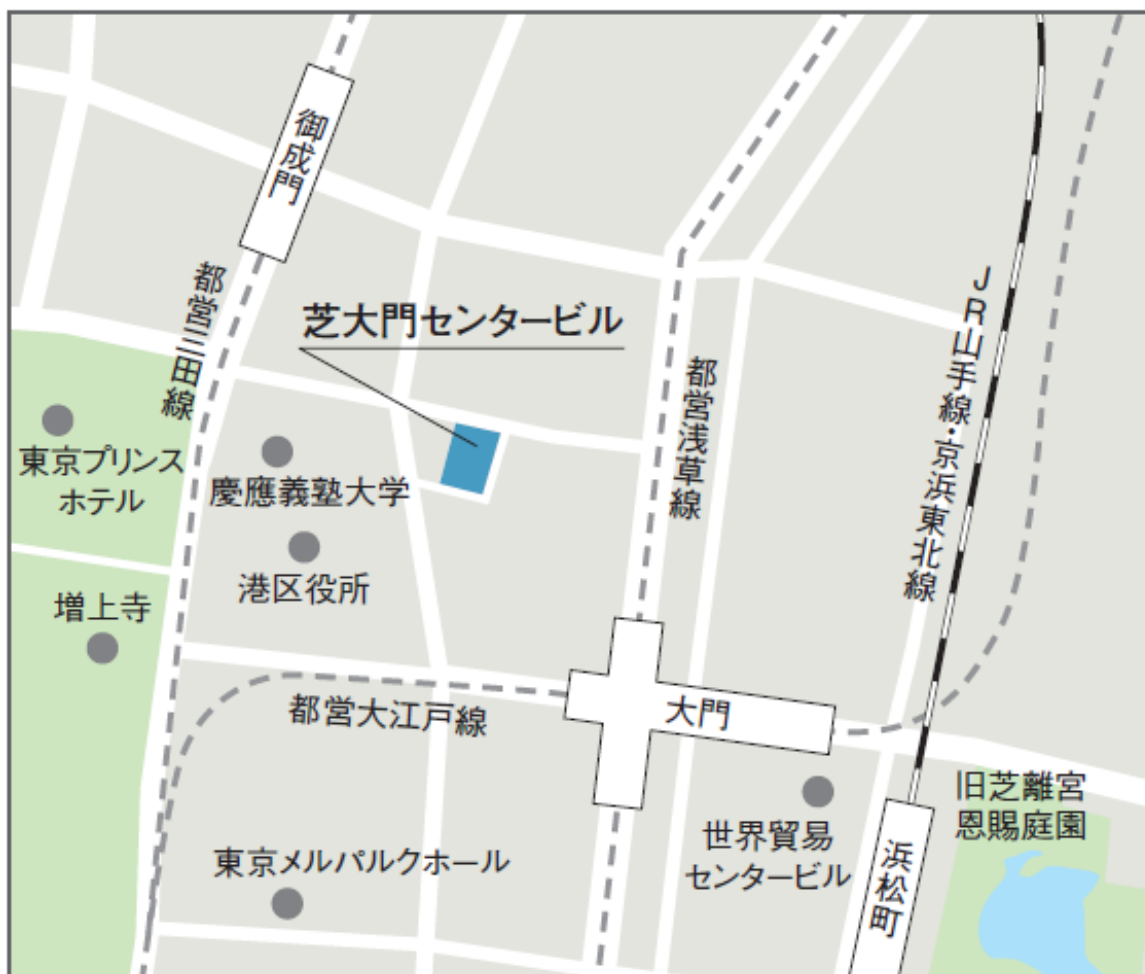 御成門
都営三田線
芝大門センタービル
JR山手線・京浜東北線
都営浅草線
東京プリンス
ホテル
慶應義塾大学
港区役所
増上寺
都営大江戸線
大門
旧芝離宮
恩賜庭園
世界貿易
センタービル
浜松町
東京メルパルクホール